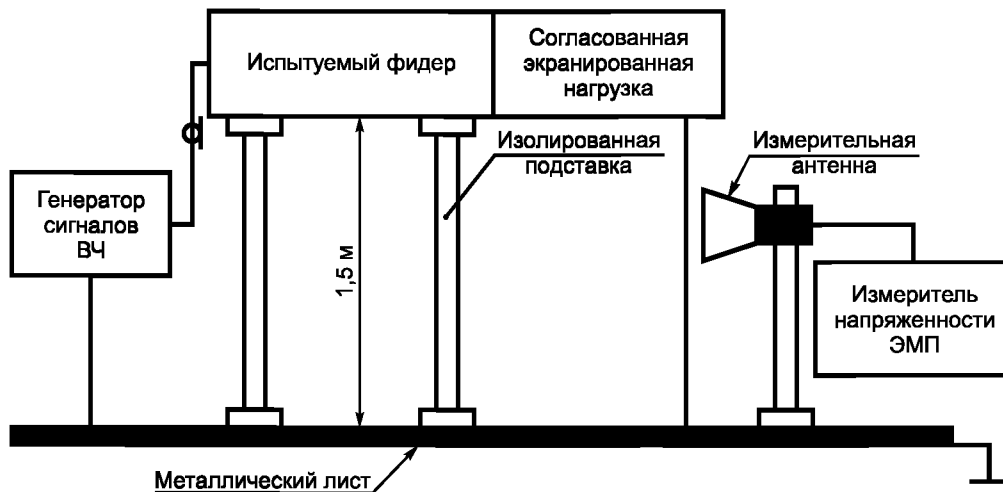 Испытуемый фидер
Согласованная
экранированная
нагрузка
Генератор
сигналов
ВЧ
1,5 м
Изолированная
подставка
Измерительная
антенна
Измеритель
напряженности
ЭМП
Металлический лист